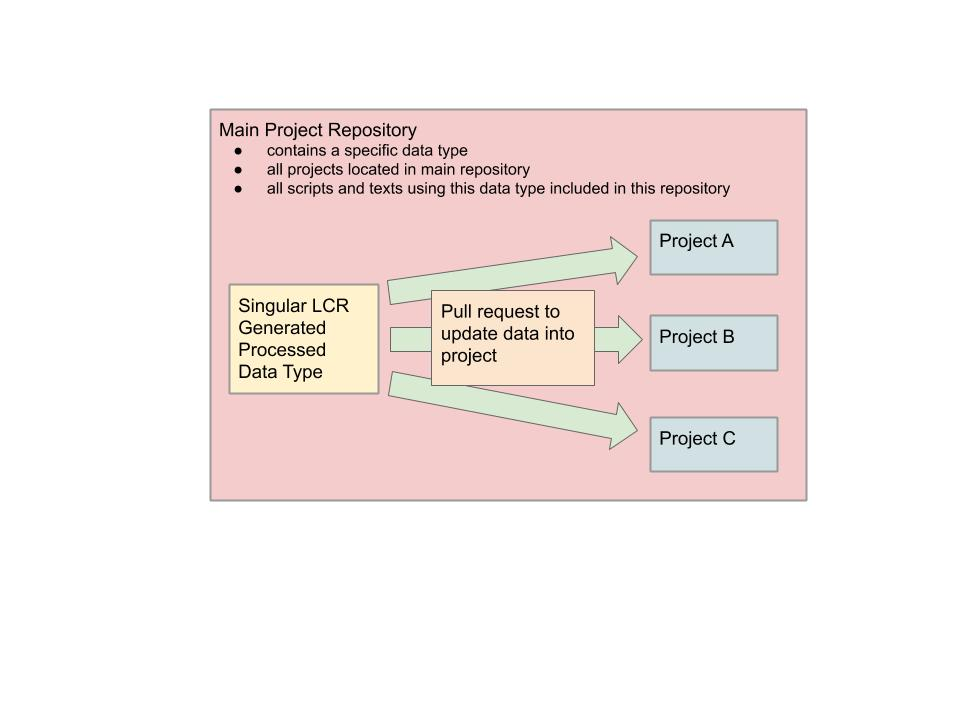 Main Project Repository
● contains a specific data type
● all projects located in main repository
● all scripts and texts using this data type included in this repository
Singular LCR
Generated
Processed
Data Type
Pull request to
update data into
project
Project A
Project B
Project C